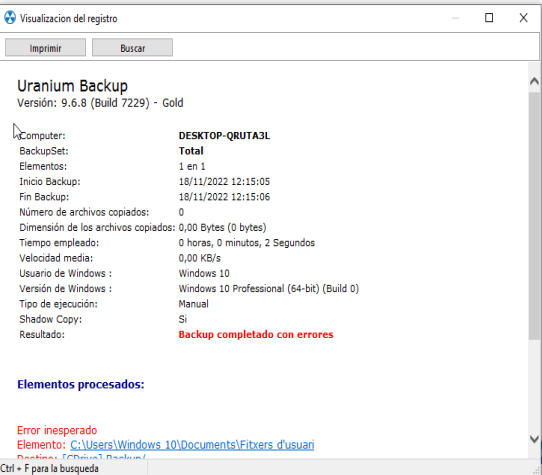 Visualizacion del registro
Imprimir Buscar
Uranium Backup
Versión: 9.6.8 (Build 7229) - Gold
Computer: DESKTOP-QRUTA3L
BackupSet: Total
Elementos: 1 en 1
Inicio Backup: 18/11/2022 12:15:05
Fin Backup: 18/11/2022 12:15:06
Número de archivos copiados: 0
Dimensión de los archivos copiados: 0,00 Bytes (0 bytes)
Tiempo empleado: 0 horas, 0 minutos, 2 Segundos
Velocidad media: 0,00 KB/s
Usuario de Windows : Windows 10
Versión de Windows : Windows 10 Professional (64-bit) (Build 0)
Tipo de ejecución: Manual
Shadow Copy: Si
Resultado: Backup completado con errores
Elementos procesados:
Error inesperado
Elemento: C:\Users\Windows 10\Documents\Fitxers d'usuari
Destino: [GDrive] Backup/
Ctrl + F para la busqueda